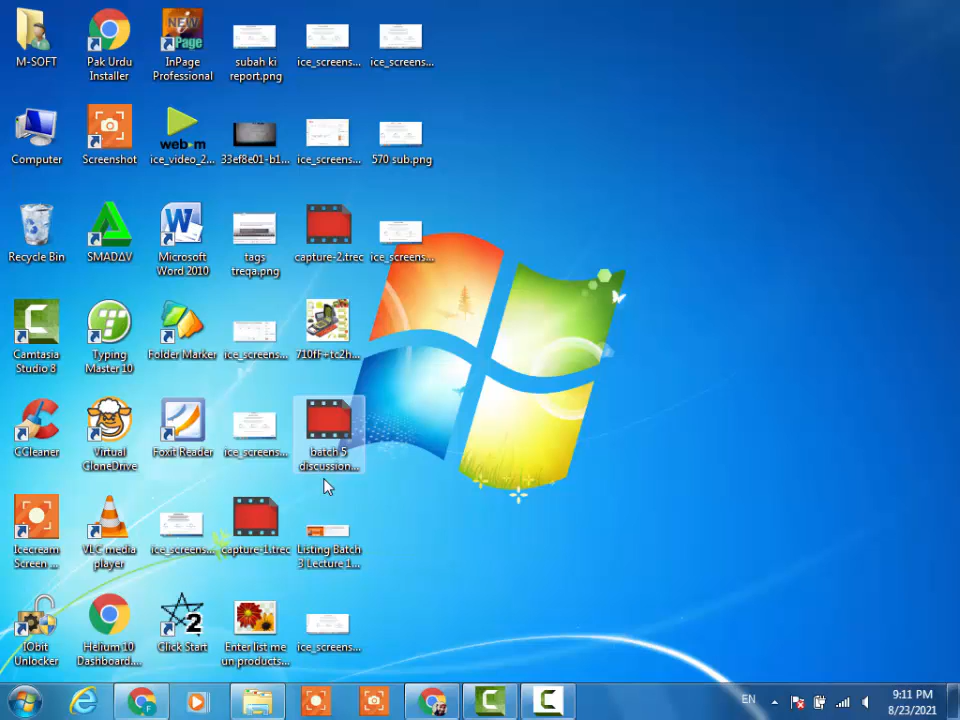 M-SOFT
Pak Urdu
Installer
NEW
InPage
InPage
Professional
subah ki
report.png
ice_screens...
ice_screens...
Computer
Screenshot
web-m
ice_video_2...
33ef8e01-b1...
ice_screens...
570 sub.png
Recycle Bin
SMADAV
Microsoft
Word 2010
tags
treqa.png
capture-2.trec
ice_screens...
Camtasia
Studio 8
Typing
Master 10
Folder Marker
ice_screens...
710fF+tc2h...
CCleaner
Virtual
CloneDrive
Foxit Reader
ice_screens...
batch 5
discussion...
Icecream
Screen ...
VLC media
player
ice_screens...
capture-1.trec
Listing Batch
3 Lecture 1...
IObit
Unlocker
Helium 10
Dashboard....
2
Click Start
Enter list me
un products...
ice_screens...
F
EN
9:11 PM
8/23/2021